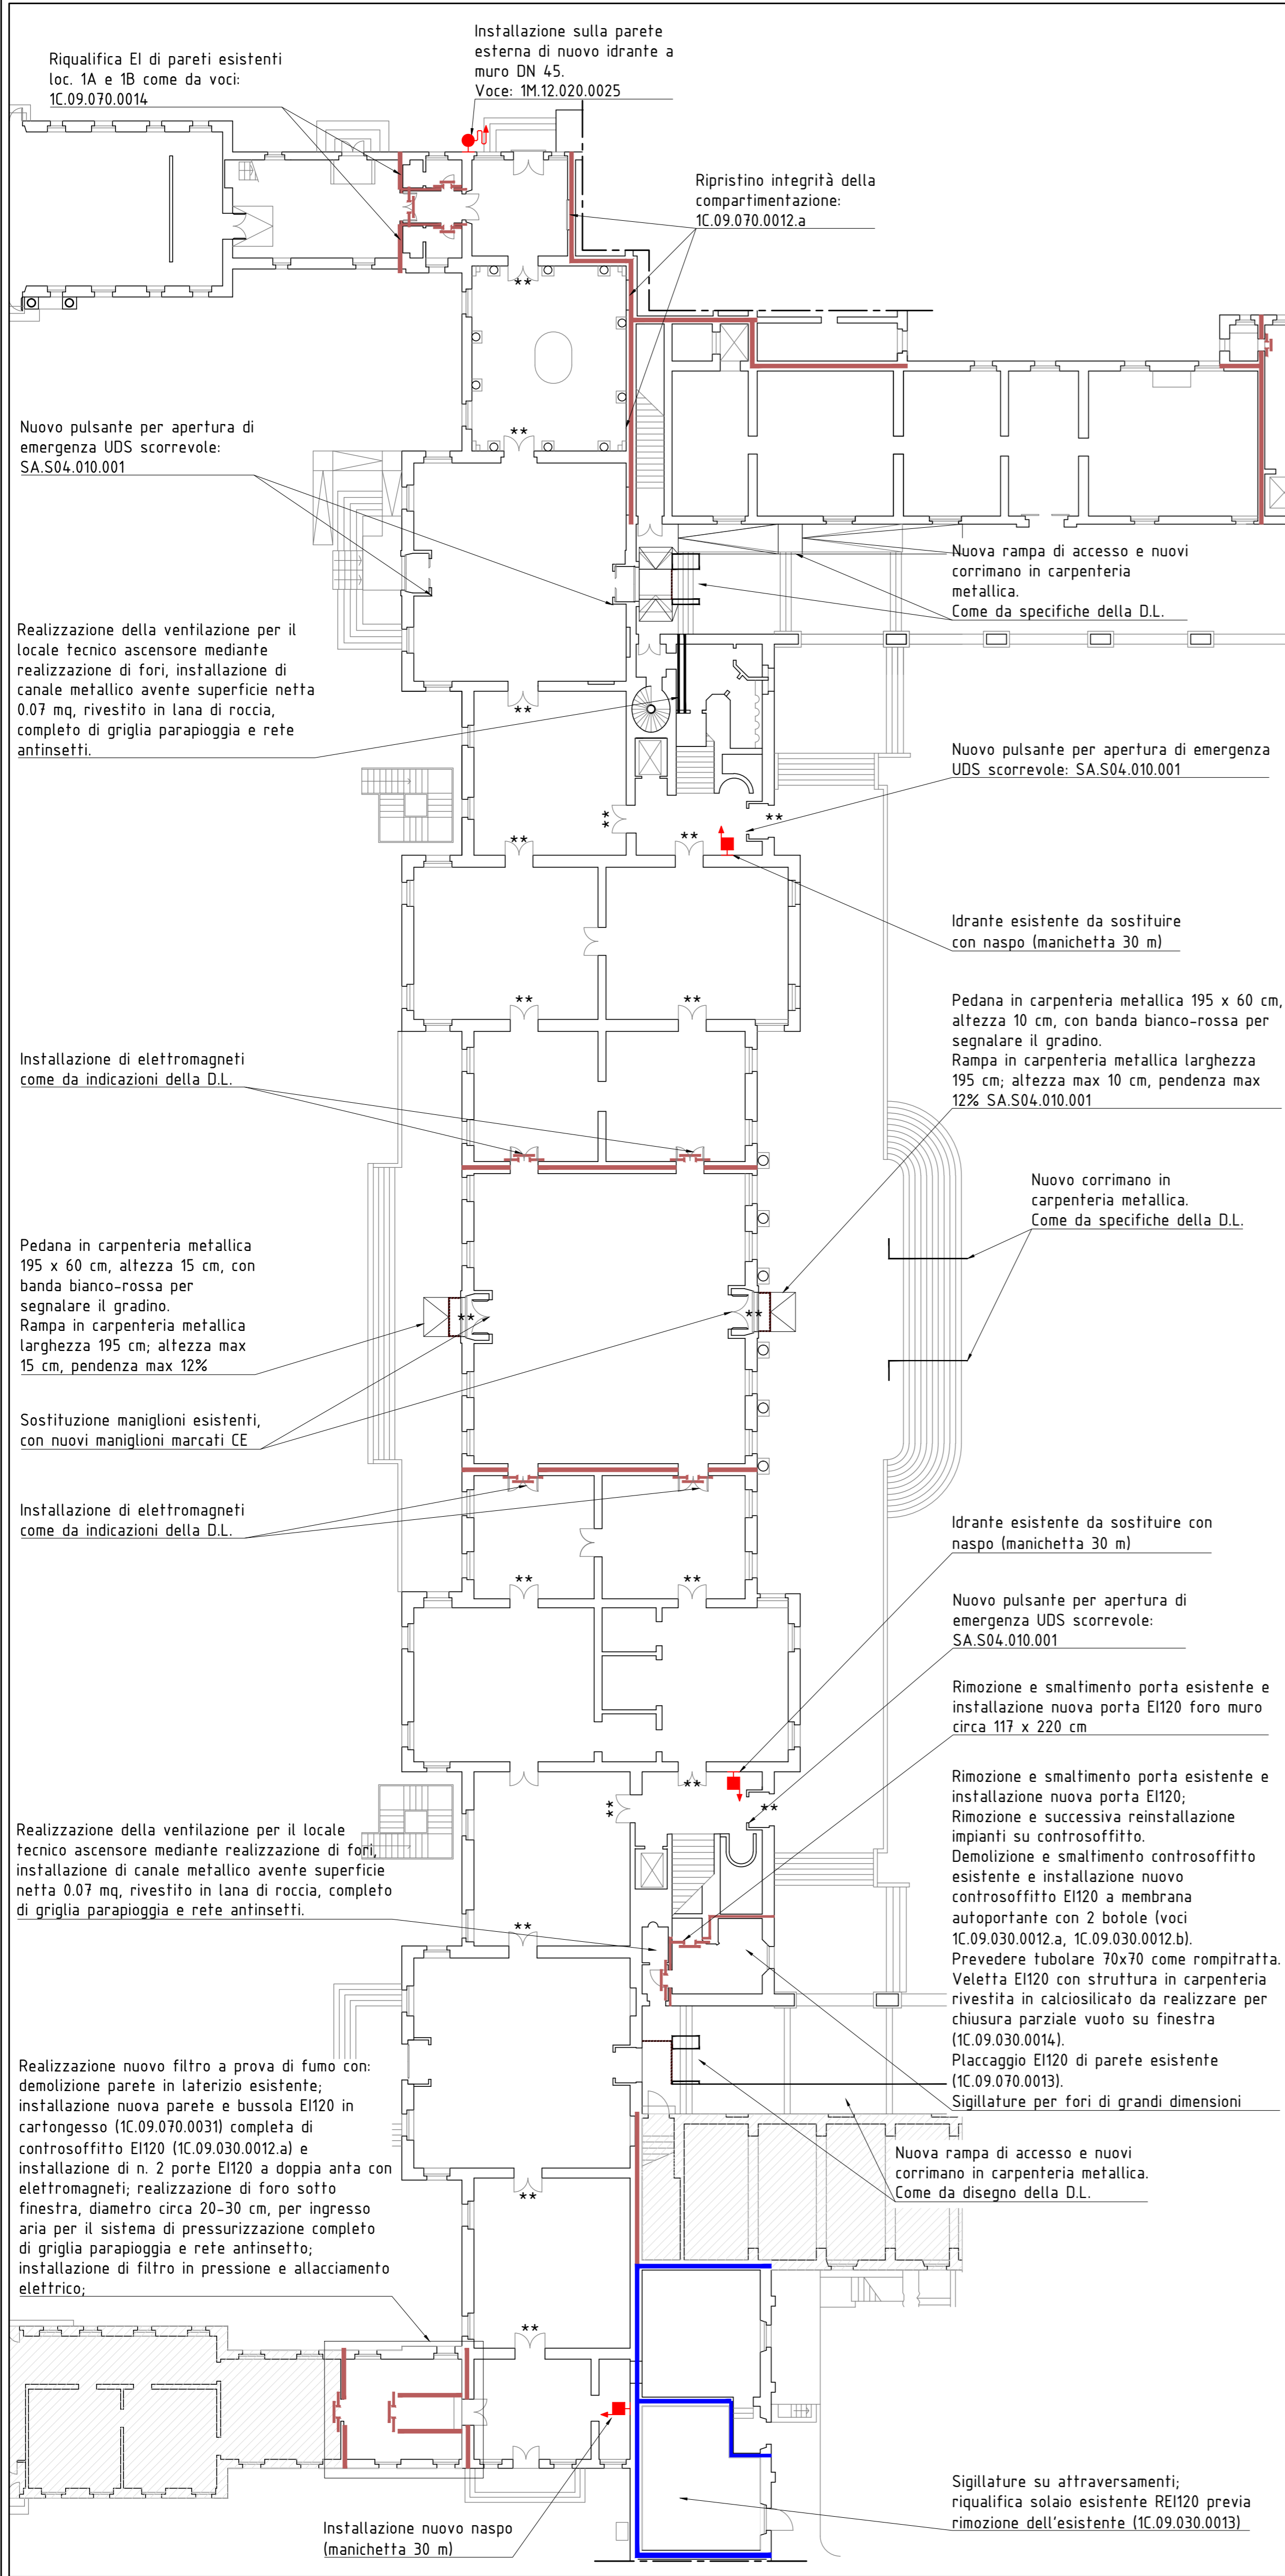 Installazione sulla parete
esterna di nuovo idrante a
muro DN 45.
Voce: 1M.12.020.0025
Riqualifica EI di pareti esistenti
loc. 1A e 1B come da voci:
1C.09.070.0014
Ripristino integrità della
compartimentazione:
1C.09.070.0012.a
**
**
Nuovo pulsante per apertura di
emergenza UDS scorrevole:
SA.S04.010.001
Nuova rampa di accesso e nuovi
corrimano in carpenteria
metallica.
Come da specifiche della D.L.
Realizzazione della ventilazione per il
locale tecnico ascensore mediante
realizzazione di fori, installazione di
canale metallico avente superficie netta
0.07 mq, rivestito in lana di roccia,
completo di griglia parapioggia e rete
antinsetti.
**
Nuovo pulsante per apertura di emergenza
UDS scorrevole: SA.S04.010.001
**
**
**
**
Idrante esistente da sostituire
con naspo (manichetta 30 m)
**
**
Pedana in carpenteria metallica 195 x 60 cm,
altezza 10 cm, con banda bianco-rossa per
segnalare il gradino.
Rampa in carpenteria metallica larghezza
195 cm; altezza max 10 cm, pendenza max
12% SA.S04.010.001
Installazione di elettromagneti
come da indicazioni della D.L.
Nuovo corrimano in
carpenteria metallica.
Come da specifiche della D.L.
Pedana in carpenteria metallica
195 x 60 cm, altezza 15 cm, con
banda bianco-rossa per
segnalare il gradino.
Rampa in carpenteria metallica
larghezza 195 cm; altezza max
15 cm, pendenza max 12%
**
**
Sostituzione maniglioni esistenti,
con nuovi maniglioni marcati CE
Installazione di elettromagneti
come da indicazioni della D.L.
Idrante esistente da sostituire con
naspo (manichetta 30 m)
**
**
Nuovo pulsante per apertura di
emergenza UDS scorrevole:
SA.S04.010.001
Rimozione e smaltimento porta esistente e
installazione nuova porta EI120 foro muro
circa 117 x 220 cm
**
**
**
Rimozione e smaltimento porta esistente e
installazione nuova porta EI120;
Rimozione e successiva reinstallazione
impianti su controsoffitto.
Demolizione e smaltimento controsoffitto
esistente e installazione nuovo
controsoffitto EI120 a membrana
autoportante con 2 botole (voci
1C.09.030.0012.a, 1C.09.030.0012.b).
Prevedere tubolare 70x70 come rompitratta.
Veletta EI120 con struttura in carpenteria
rivestita in calciosilicato da realizzare per
chiusura parziale vuoto su finestra
(1C.09.030.0014).
Placcaggio EI120 di parete esistente
(1C.09.070.0013).
Sigillature per fori di grandi dimensioni
Realizzazione della ventilazione per il locale
tecnico ascensore mediante realizzazione di fori,
installazione di canale metallico avente superficie
netta 0.07 mq, rivestito in lana di roccia, completo
di griglia parapioggia e rete antinsetti.
**
Realizzazione nuovo filtro a prova di fumo con:
demolizione parete in laterizio esistente;
installazione nuova parete e bussola EI120 in
cartongesso (1C.09.070.0031) completa di
controsoffitto EI120 (1C.09.030.0012.a) e
installazione di n. 2 porte EI120 a doppia anta con
elettromagneti; realizzazione di foro sotto
finestra, diametro circa 20-30 cm, per ingresso
aria per il sistema di pressurizzazione completo
di griglia parapioggia e rete antinsetto;
installazione di filtro in pressione e allacciamento
elettrico;
**
Nuova rampa di accesso e nuovi
corrimano in carpenteria metallica.
Come da disegno della D.L.
**
Installazione nuovo naspo
(manichetta 30 m)
Sigillature su attraversamenti;
riqualifica solaio esistente REI120 previa
rimozione dell'esistente (1C.09.030.0013)